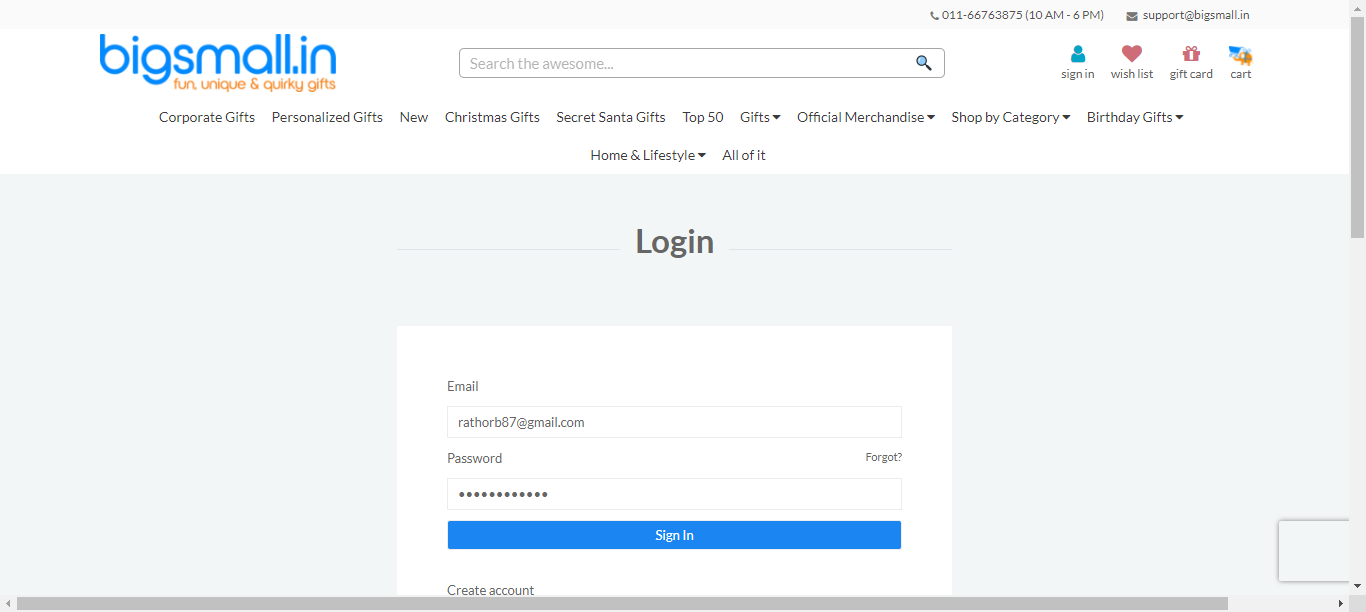 011-66763875 (10 AM - 6 PM) support@bigsmall.in
bigsmall.in
fun, unique & quirky gifts
Search the awesome...
sign in wish list gift card cart
Corporate Gifts Personalized Gifts New Christmas Gifts Secret Santa Gifts Top 50 Gifts Official Merchandise Shop by Category Birthday Gifts
Home & Lifestyle All of it
Login
Email
rathorb87@gmail.com
Password Forgot?
••••••••••••
Sign In
Create account